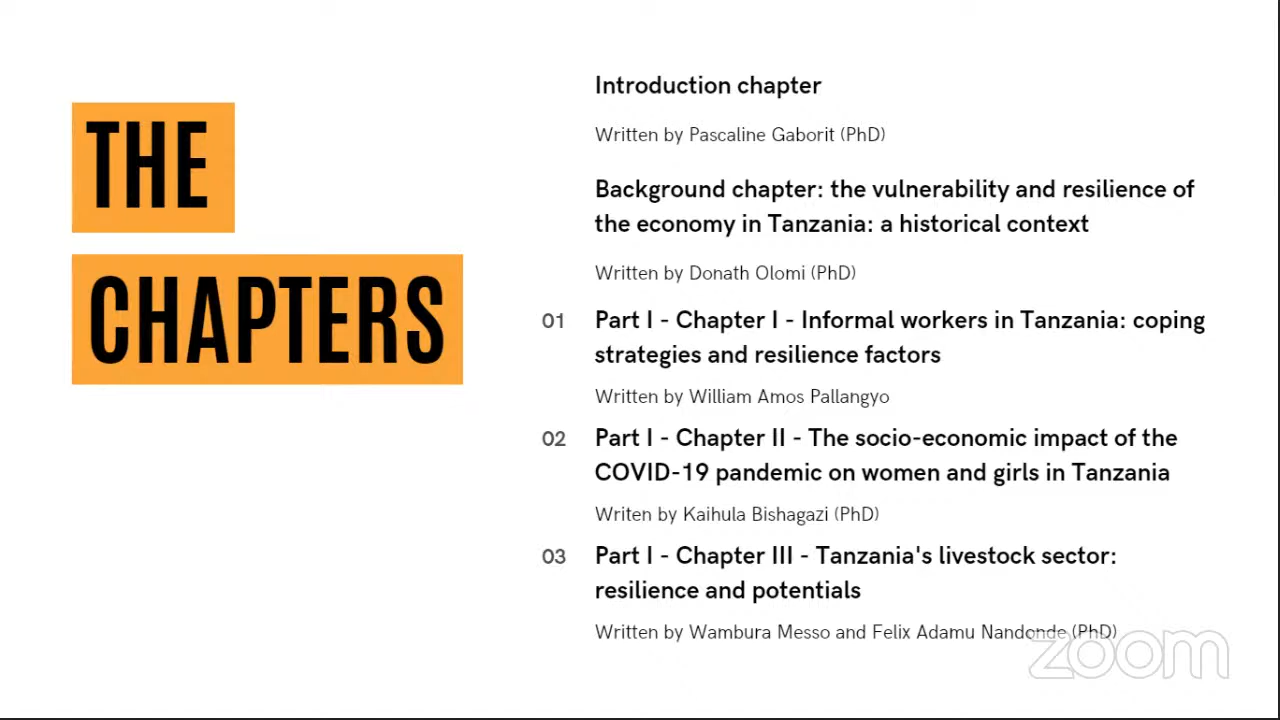 THE
CHAPTERS
Introduction chapter
Written by Pascaline Gaborit (PhD)
Background chapter: the vulnerability and resilience of
the economy in Tanzania: a historical context
Written by Donath Olomi (PhD)
01 Part I - Chapter I - Informal workers in Tanzania: coping
strategies and resilience factors
Written by William Amos Pallangyo
02 Part I - Chapter II - The socio-economic impact of the
COVID-19 pandemic on women and girls in Tanzania
Writen by Kaihula Bishagazi (PhD)
03 Part I - Chapter III - Tanzania's livestock sector:
resilience and potentials
Written by Wambura Messo and Felix Adamu Nandonde (PhD)
zoom